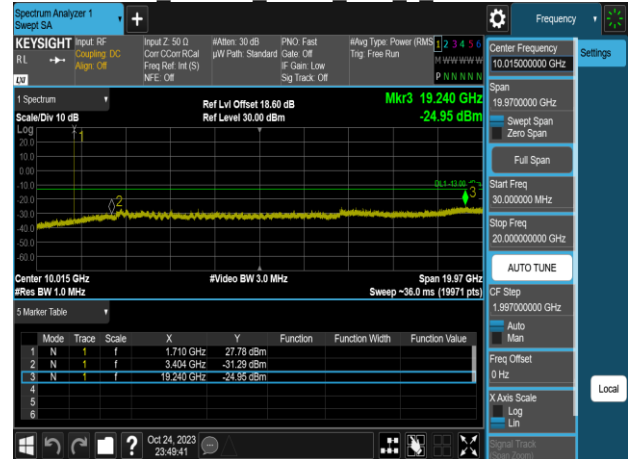 Spectrum Analyzer 1
Swept SA
Frequency
KEYSIGHT
RL
Input: RF
Coupling: DC
Align: Off
Input Z: 50 Ω
Corr CCorr RCal
Freq Ref: Int (S)
NFE: Off
#Atten: 30 dB
µW Path: Standard
PNO: Fast
Gate: Off
IF Gain: Low
Sig Track: Off
#Avg Type: Power (RMS)
Trig: Free Run
1 2 3 4 5 6
M W W W W W
P N N N N N
LXI
1 Spectrum
Scale/Div 10 dB
Ref Lvl Offset 18.60 dB
Ref Level 30.00 dBm
Mkr3 19.240 GHz
-24.95 dBm
Log
20.0
10.0
0.00
-10.0
-20.0
-30.0
-40.0
-50.0
-60.0
1
2
3
Center 10.015 GHz
#Res BW 1.0 MHz
#Video BW 3.0 MHz
Span 19.97 GHz
Sweep ~36.0 ms (19971 pts)
5 Marker Table
Mode Trace Scale X Y Function Function Width Function Value
1 N 1 f 1.710 GHz 27.78 dBm
2 N 1 f 3.404 GHz -31.29 dBm
3 N 1 f 19.240 GHz -24.95 dBm
4
5
6
Oct 24, 2023
23:49:41
Center Frequency
10.015000000 GHz
Settings
Span
19.9700000 GHz
Swept Span
Zero Span
Full Span
Start Freq
30.000000 MHz
Stop Freq
20.000000000 GHz
AUTO TUNE
CF Step
1.997000000 GHz
Auto
Man
Freq Offset
0 Hz
X Axis Scale
Log
Lin
Local
Signal Track
(Span Zoom)